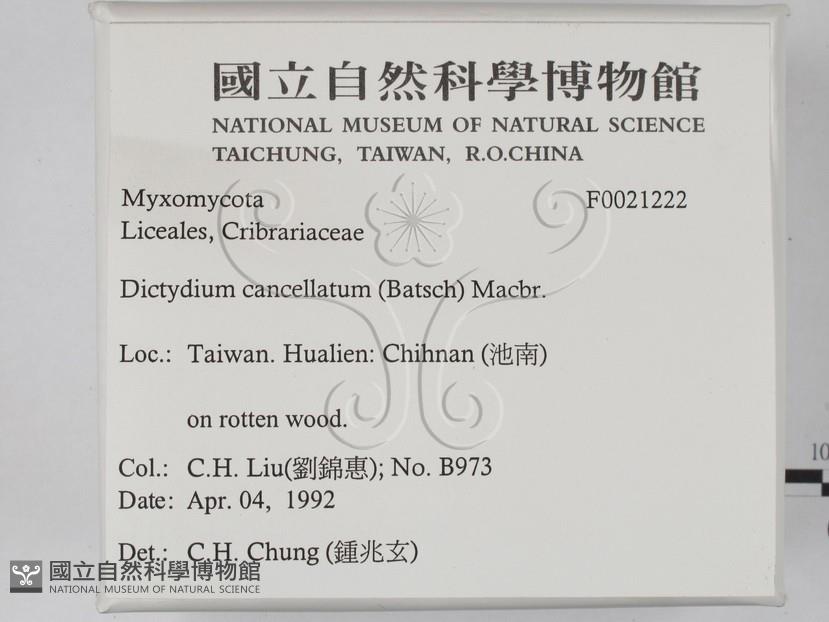 國立自然科學博物館
NATIONAL MUSEUM OF NATURAL SCIENCE
TAICHUNG, TAIWAN, R.O.CHINA
Myxomycota F0021222
Liceales, Cribrariaceae
Dictydium cancellatum (Batsch) Macbr.
Loc.: Taiwan. Hualien: Chihnan (池南)
on rotten wood.
Col.: C.H. Liu(劉錦惠); No. B973
Date: Apr. 04, 1992
Det.: C.H. Chung (鍾兆玄)
國立自然科學博物館
NATIONAL MUSEUM OF NATURAL SCIENCE
10